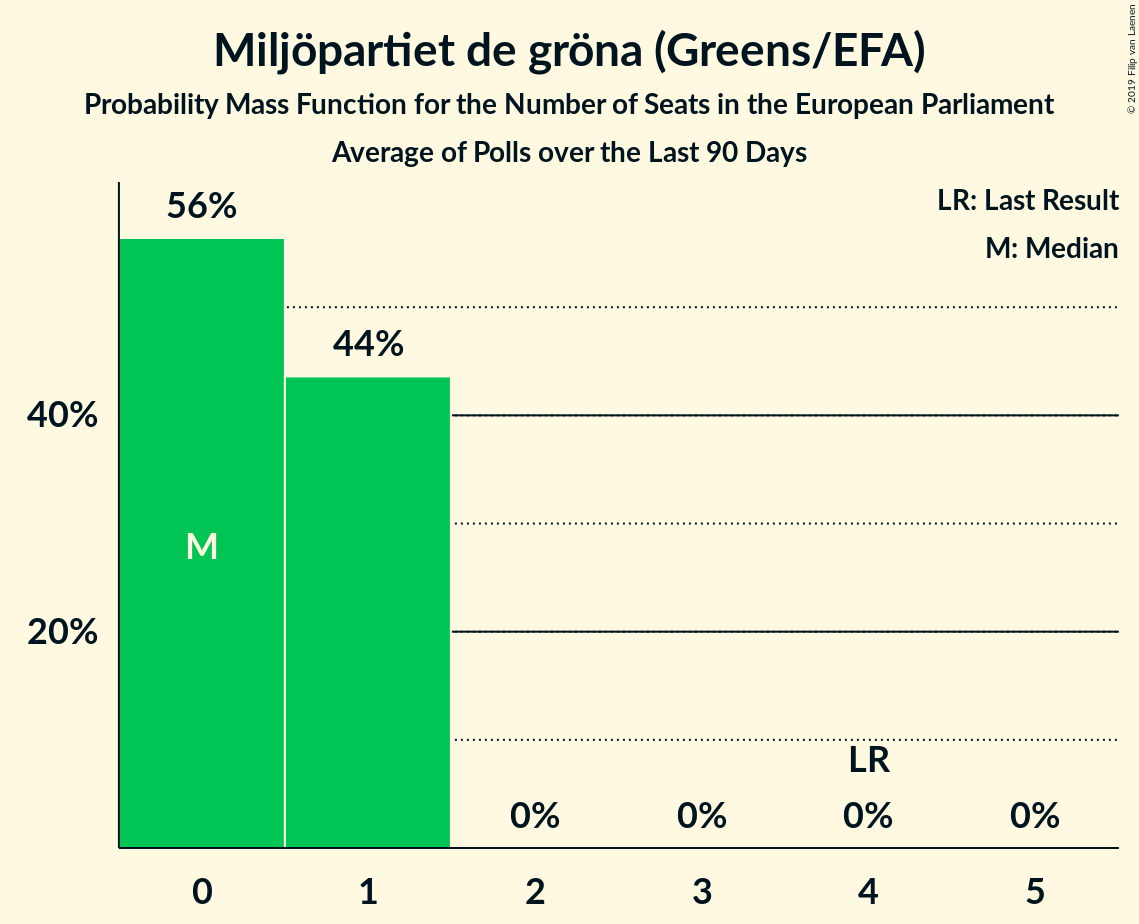 Miljöpartiet de gröna (Greens/EFA)
Probability Mass Function for the Number of Seats in the European Parliament
Average of Polls over the Last 90 Days
© 2019 Filip van Laenen
LR: Last Result
M: Median
56%
44%
40%
M
20%
LR
0% 0% 0% 0%
0 1 2 3 4 5